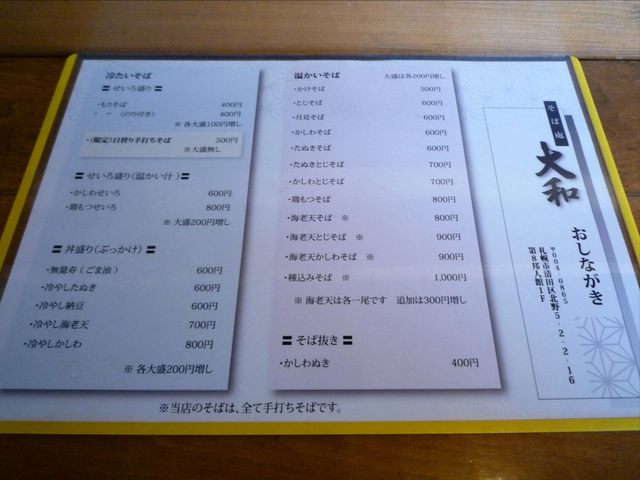 冷たいそば
〓 せいろ盛り 〓
・もりそば 400円
・ 〃 (のり付き) 400円
※ 各大盛100円増し
・(限定)日替り手打ちそば 500円
※大盛無し
〓 せいろ盛り(温かい汁) 〓
・かしわせいろ 600円
・鶏もつせいろ 800円
※ 大盛200円増し
〓 丼盛り(ぶっかけ) 〓
・無量寿(ごま油) 600円
・冷やしたぬき 600円
・冷やし納豆 600円
・冷やし海老天 700円
・冷やしかしわ 800円
※ 各大盛200円増し
温かいそば 大盛は各200円増し
・かけそば 500円
・とじそば 600円
・月見そば 600円
・かしわそば 600円
・たぬきそば 600円
・たぬきとじそば 700円
・かしわとじそば 700円
・鶏もつそば 800円
・海老天そば ※ 800円
・海老天とじそば ※ 900円
・海老天かしわそば ※ 900円
・種込みそば ※ 1,000円
※ 海老天は各一尾です 追加は300円増し
〓 そば抜き 〓
・かしわぬき 400円
※当店のそばは、全て手打ちそばです。
そば處
大和
おしながき
〒004-0865
札幌市清田区北野5-2-2-16
第8邦人館1F